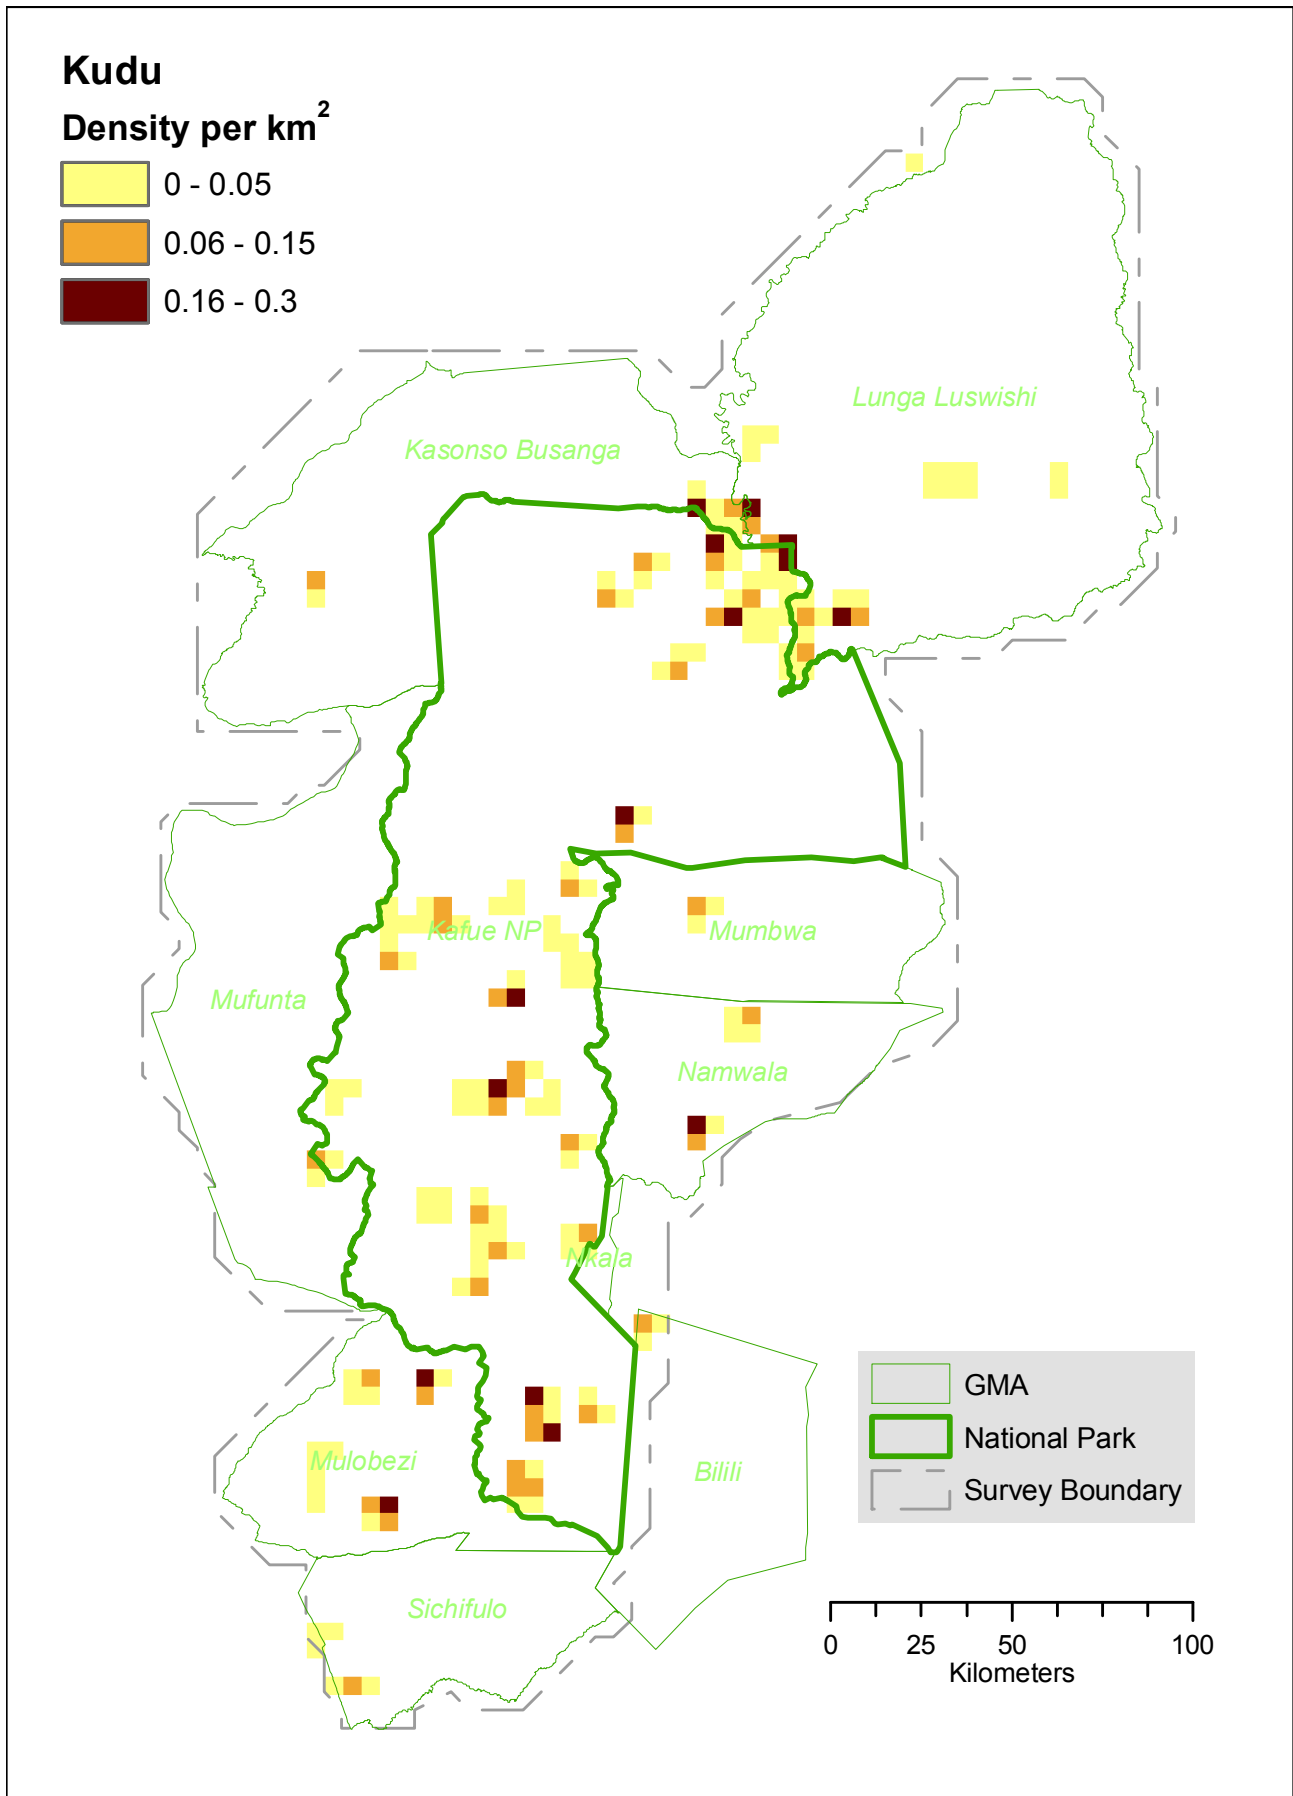 Kudu
Density per km²
0 - 0.05
0.06 - 0.15
0.16 - 0.3
Lunga Luswishi
Kasonso Busanga
Kafue NP
Mumbwa
Mufunta
Namwala
Nkala
GMA
National Park
Survey Boundary
Mulobezi
Bilili
Sichifulo
0 25 50 100
Kilometers